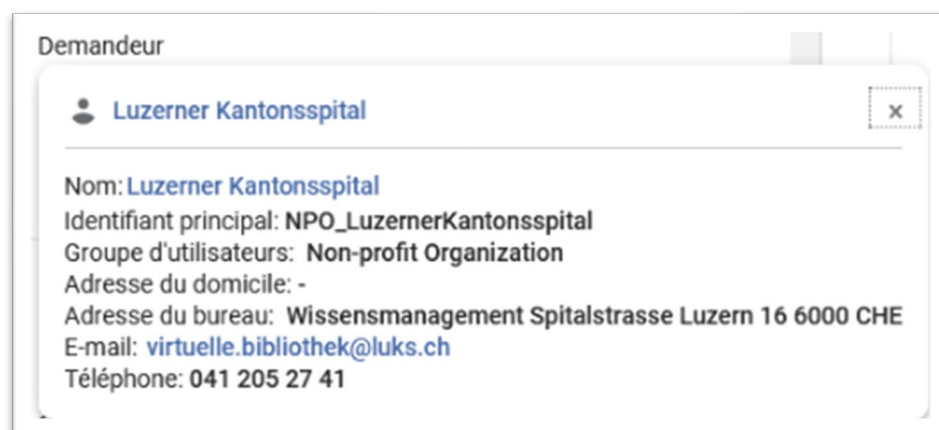 Demandeur
Luzerner Kantonsspital
x
Nom: Luzerner Kantonsspital
Identifiant principal: NPO_LuzernerKantonsspital
Groupe d'utilisateurs: Non-profit Organization
Adresse du domicile: -
Adresse du bureau: Wissensmanagement Spitalstrasse Luzern 16 6000 CHE
E-mail: virtuelle.bibliothek@luks.ch
Téléphone: 041 205 27 41